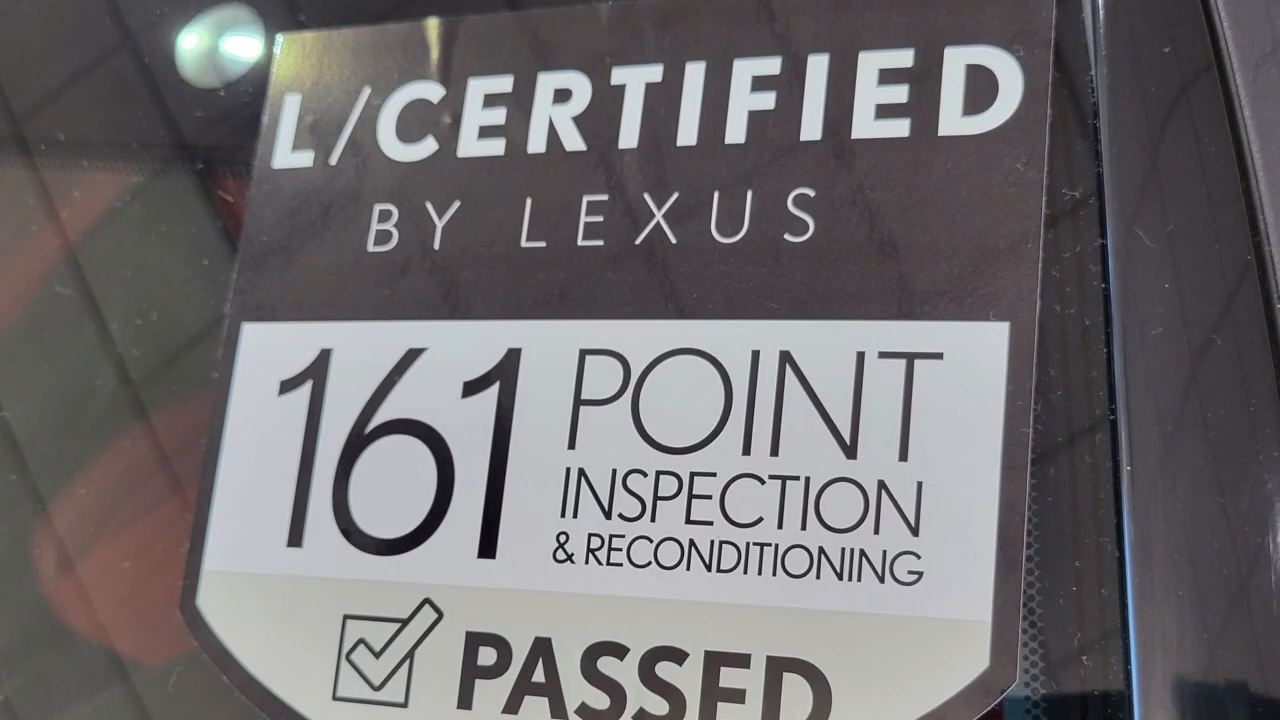 L/CERTIFIED
BY LEXUS
161 POINT
INSPECTION
& RECONDITIONING
PASSED